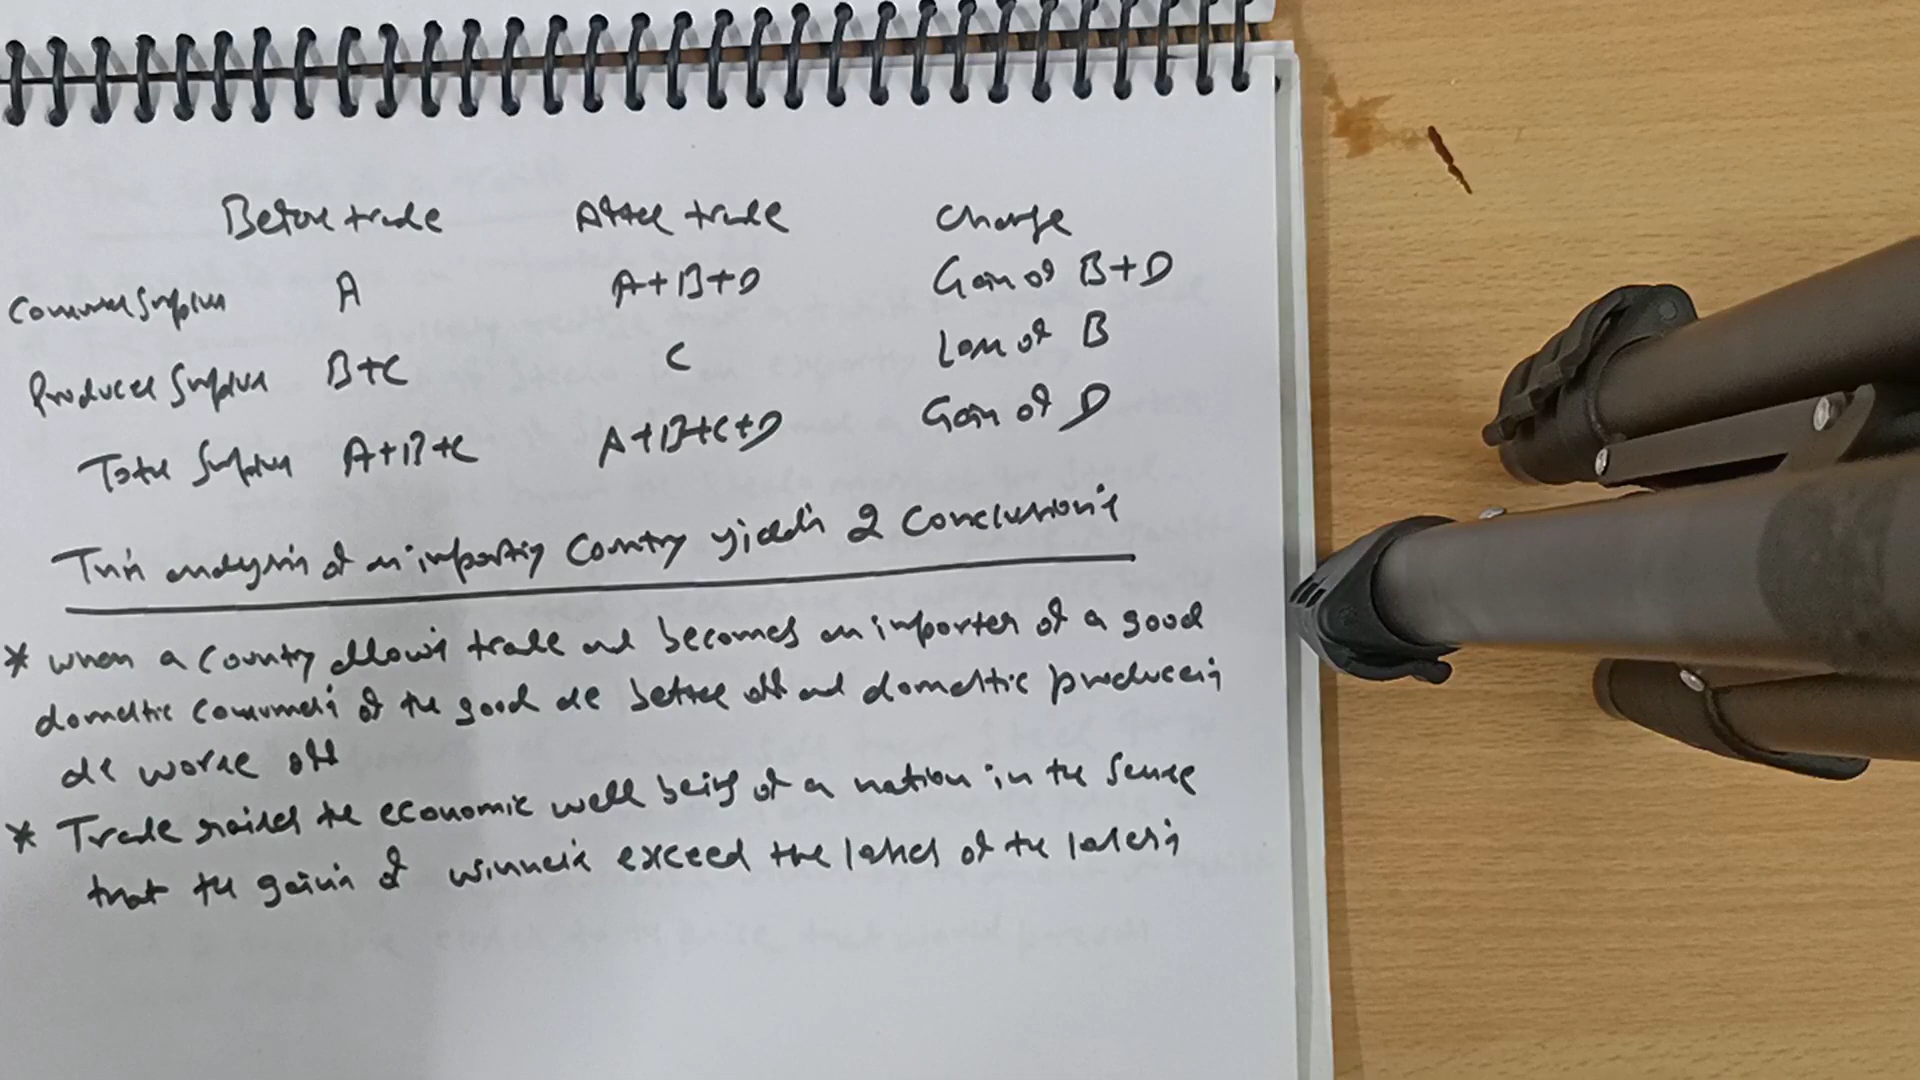 Before trade After trade Change
Consumer Surplus A A+B+D Gain of B+D
Producer Surplus B+C C Loss of B
Total Surplus A+B+C A+B+C+D Gain of D
This analysis of an importing Country yields 2 Conclusions
* When a Country allows trade and becomes an importer of a good
domestic consumers of the good are better off and domestic producers
are worse off
* Trade raises the economic well being of a nation in the sense
that the gains of winners exceed the losses of the losers